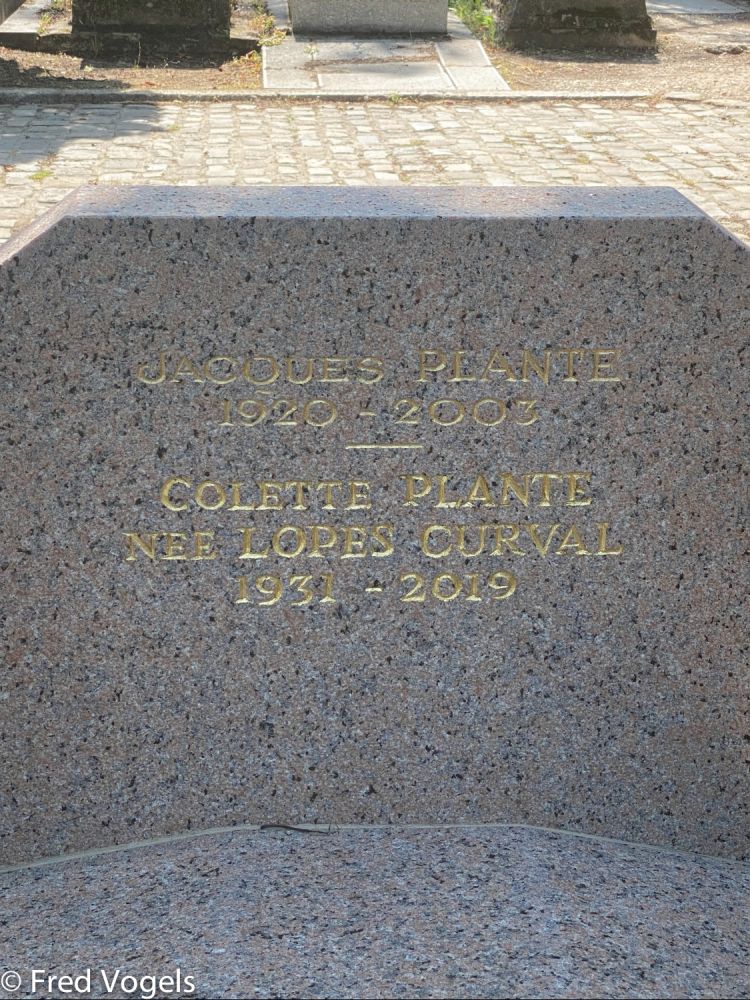 JACQUES PLANTE
1920 - 2003
COLETTE PLANTE
NEE LOPES CURVAL
1931 - 2019
© Fred Vogels